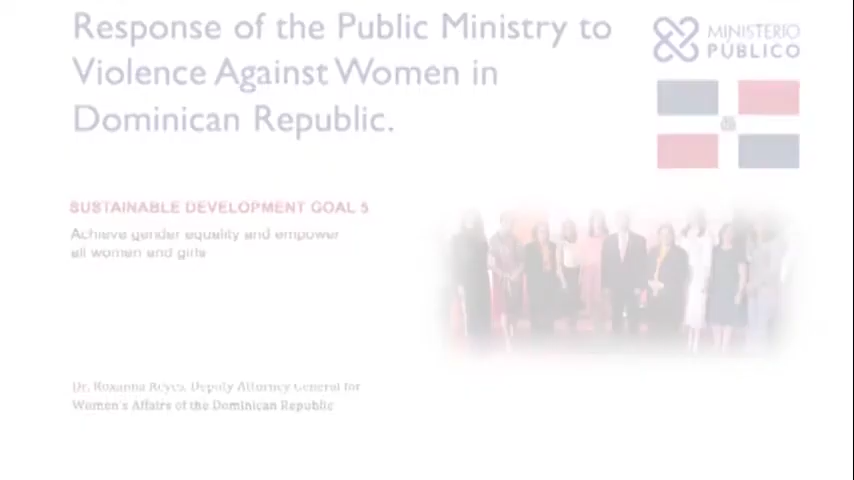 Response of the Public Ministry to
Violence Against Women in
Dominican Republic.
MINISTERIO
PÚBLICO
SUSTAINABLE DEVELOPMENT GOAL 5
Achieve gender equality and empower
all women and girls
Dr. Roxanna Reyes, Deputy Attorney General for
Women's Affairs of the Dominican Republic